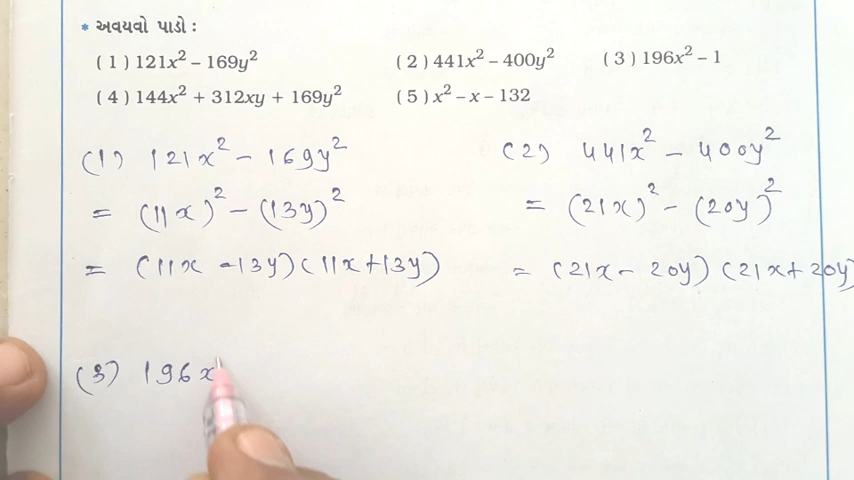 * અવયવો પાડો :
(1) 121x² – 169y² (2) 441x² – 400y² (3) 196x² – 1
(4) 144x² + 312xy + 169y² (5) x² – x – 132
(1) 121x² – 169y²
= (11x)² – (13y)²
= (11x – 13y)(11x + 13y)
(2) 441x² – 400y²
= (21x)² – (20y)²
= (21x – 20y)(21x + 20y)
(3) 196x